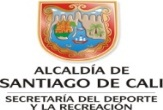 ALCALDÍA DE
SANTIAGO DE CALI
SECRETARÍA DEL DEPORTE
Y LA RECREACIÓN